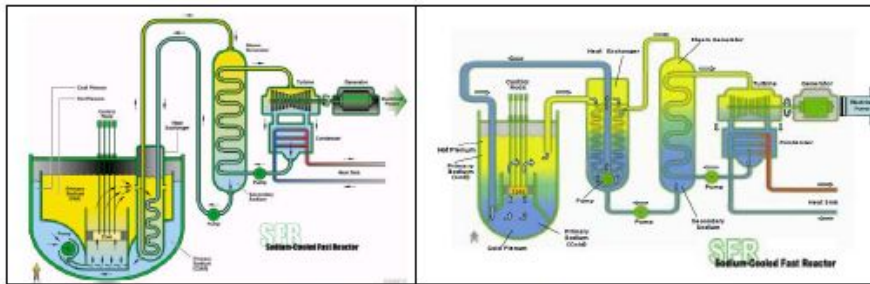 Steam
Generator
Cold Plenum
Hot Plenum
Control
Rods
Heat
Exchanger
Turbine
Generator
Condenser
Heat Sink
Pump
Primary
Sodium
(Hot)
Core
Pump
Pump
Secondary
Sodium
Primary
Sodium
(Cold)
SFR
Sodium-Cooled Fast Reactor
Steam Generator
Heat Exchanger
Control
Rods
Turbine
Generator
Condenser
Hot Plenum
Primary
Sodium
Core
Pump
Pump
Pump
Heat Sink
Primary
Sodium
(Cold)
Secondary
Sodium
Cold Plenum
SFR
Sodium-Cooled Fast Reactor